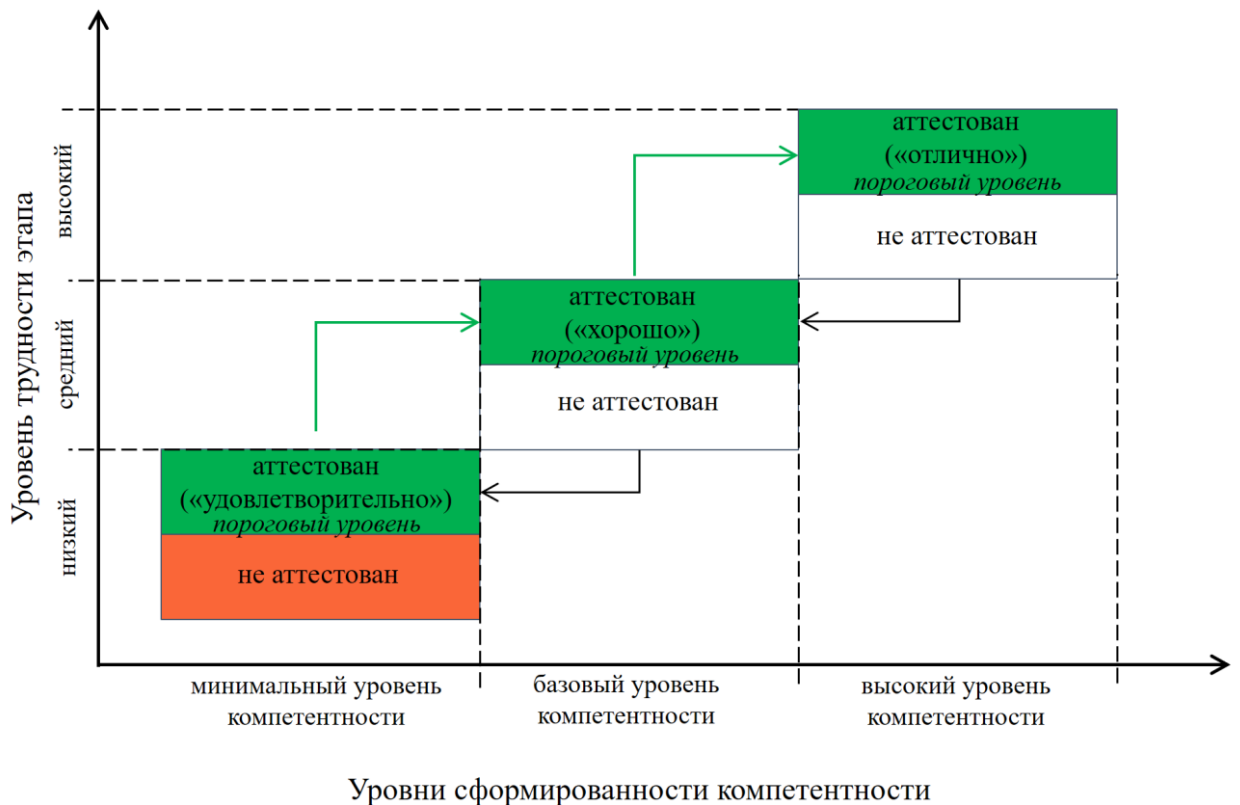 Уровень трудности этапа
высокий
средний
низкий
аттестован
(«отлично»)
пороговый уровень
не аттестован
аттестован
(«хорошо»)
пороговый уровень
не аттестован
аттестован
(«удовлетворительно»)
пороговый уровень
не аттестован
минимальный уровень
компетентности
базовый уровень
компетентности
высокий уровень
компетентности
Уровни сформированности компетентности